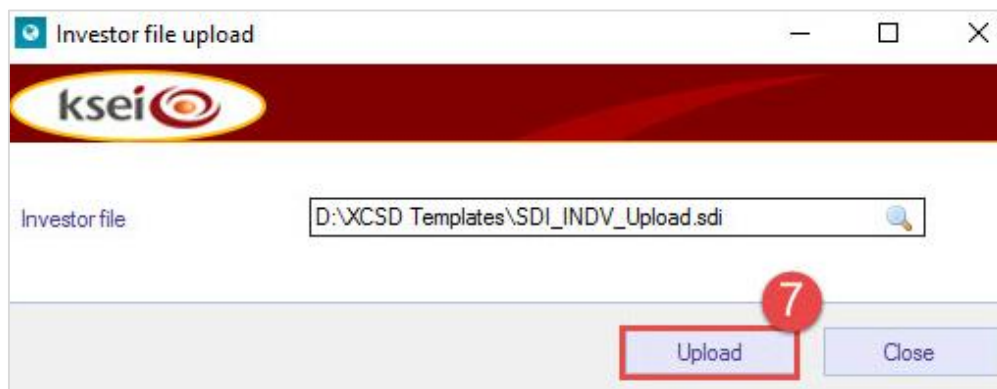 Investor file upload
ksei
Investor file
D:\XCSD Templates\SDI_INDV_Upload.sdi
7
Upload
Close